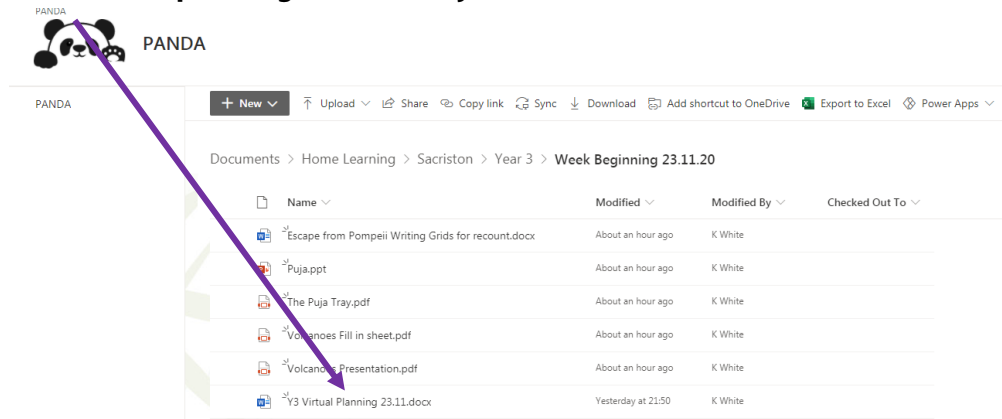 PANDA
PANDA
PANDA
New Upload Share Copy link Sync Download Add shortcut to OneDrive Export to Excel Power Apps
Documents > Home Learning > Sacriston > Year 3 > Week Beginning 23.11.20
Name Modified Modified By Checked Out To
Escape from Pompeii Writing Grids for recount.docx About an hour ago K White
Puja.ppt About an hour ago K White
The Puja Tray.pdf About an hour ago K White
Volcanoes Fill in sheet.pdf About an hour ago K White
Volcanoes Presentation.pdf About an hour ago K White
Y3 Virtual Planning 23.11.docx Yesterday at 21:50 K White